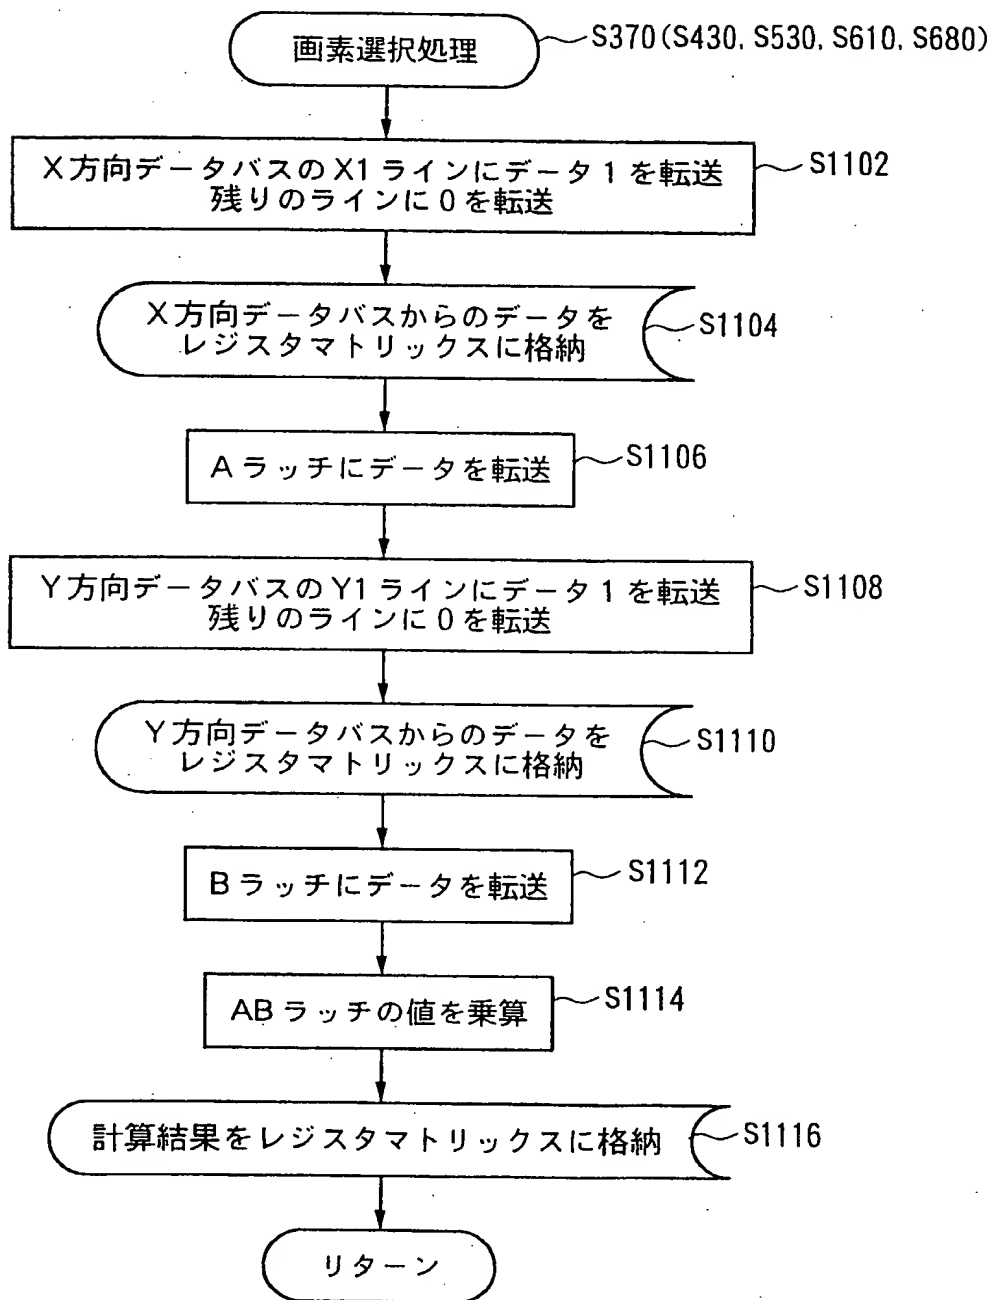 画素選択処理
S370(S430, S530, S610, S680)
X方向データバスのX1ラインにデータ1を転送
残りのラインに0を転送
S1102
X方向データバスからのデータを
レジスタマトリックスに格納
S1104
Aラッチにデータを転送
S1106
Y方向データバスのY1ラインにデータ1を転送
残りのラインに0を転送
S1108
Y方向データバスからのデータを
レジスタマトリックスに格納
S1110
Bラッチにデータを転送
S1112
ABラッチの値を乗算
S1114
計算結果をレジスタマトリックスに格納
S1116
リターン